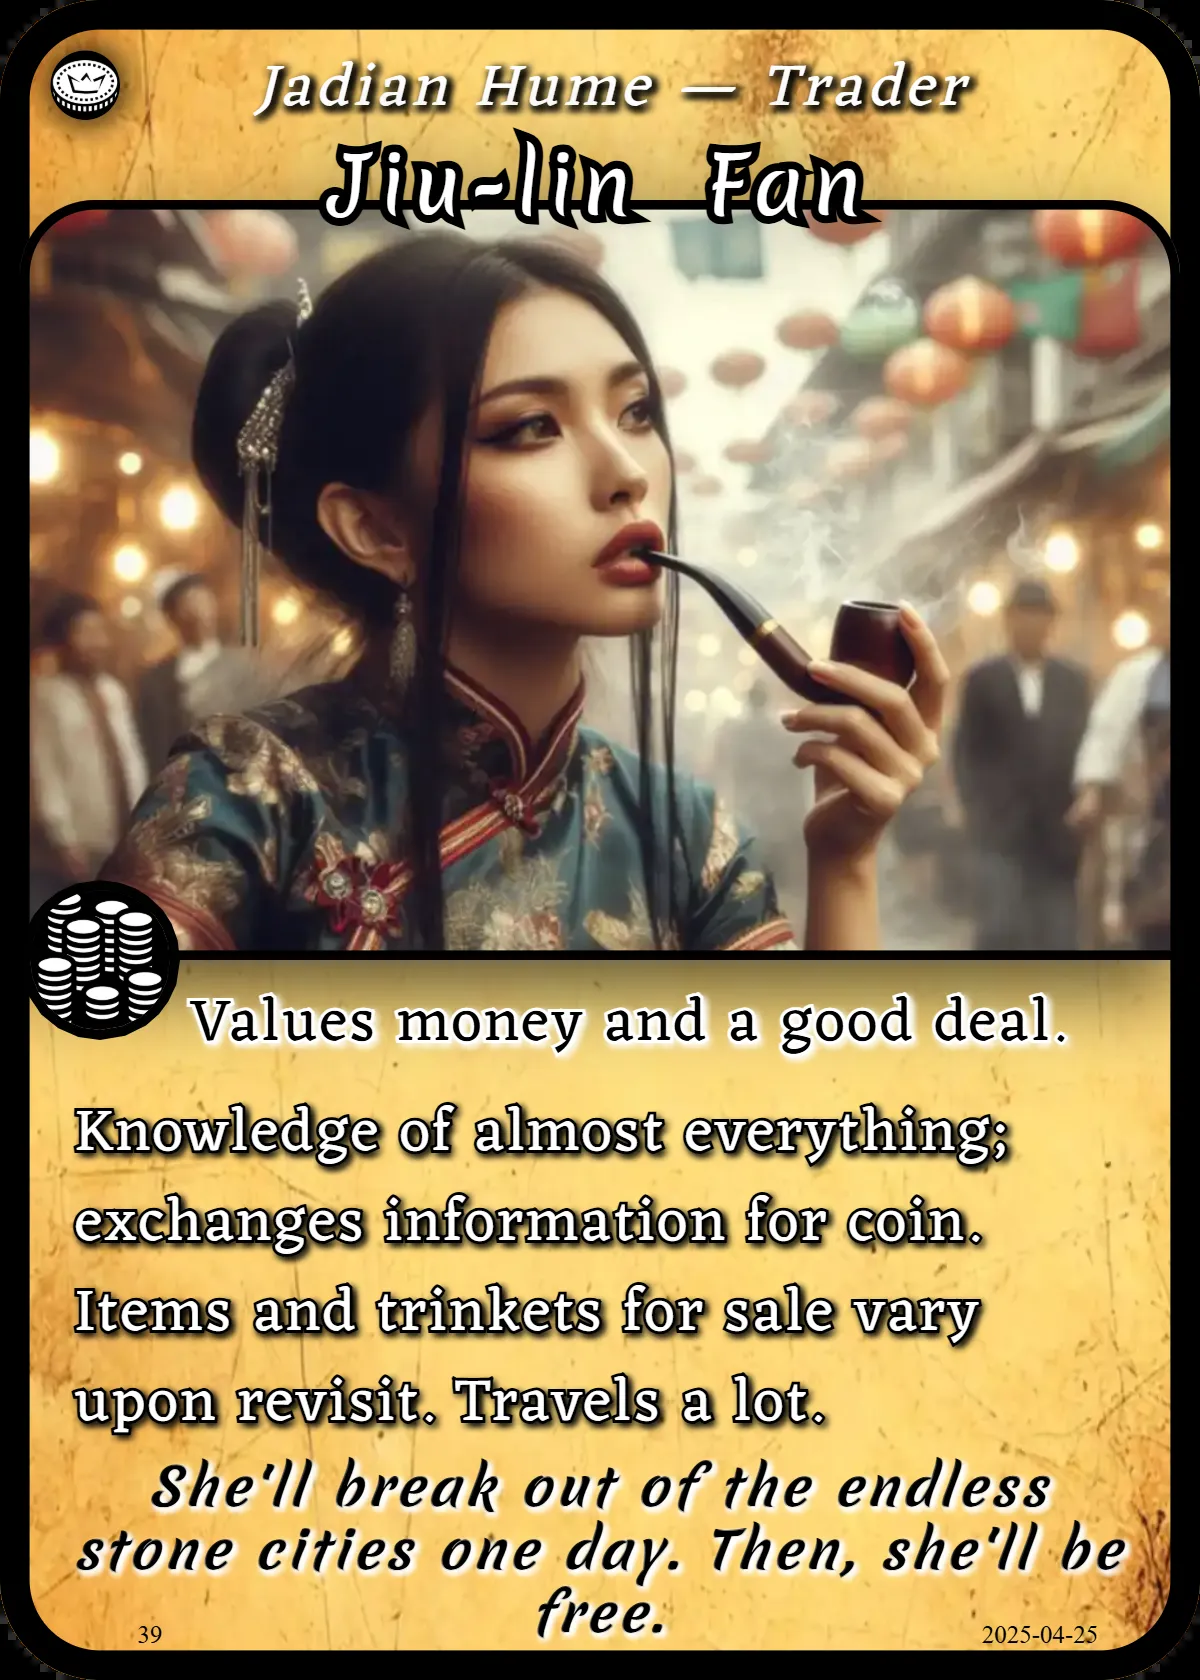 Jadian Hume — Trader
Jiu-lin Fan
Values money and a good deal.
Knowledge of almost everything;
exchanges information for coin.
Items and trinkets for sale vary
upon revisit. Travels a lot.
She'll break out of the endless
stone cities one day. Then, she'll be
free.
39
2025-04-25